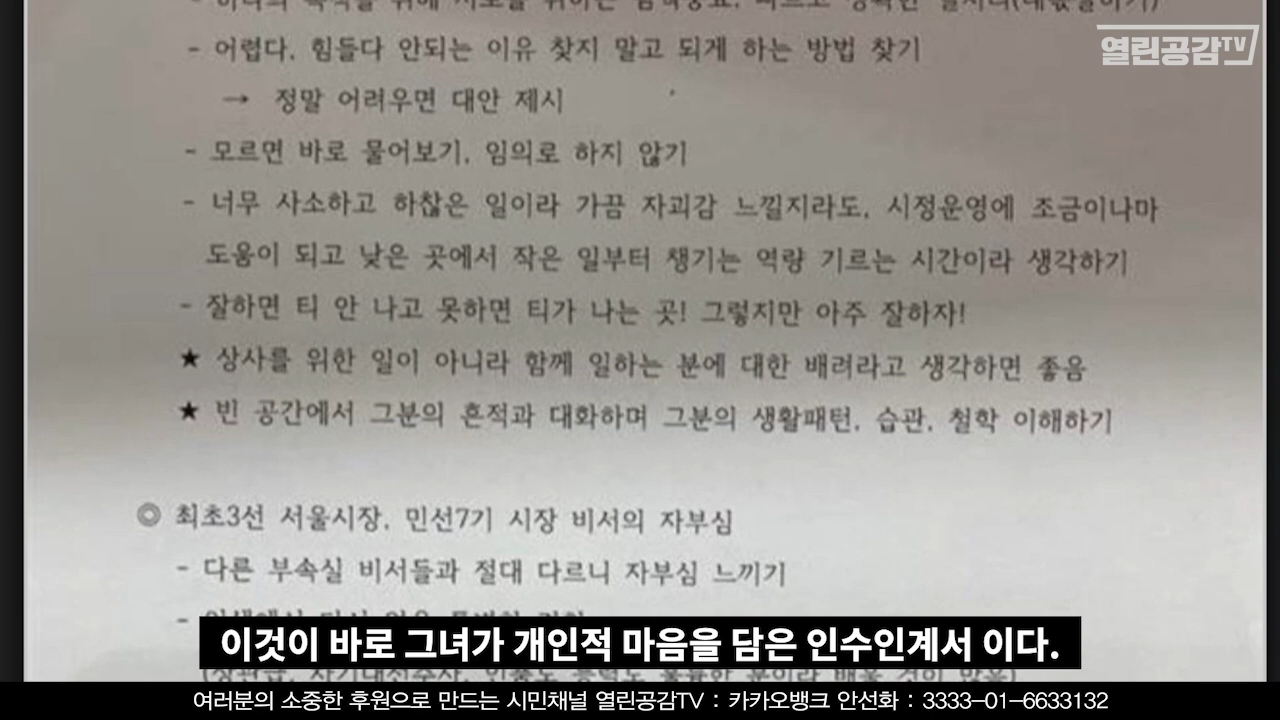 열린공감TV
- 어렵다. 힘들다 안되는 이유 찾지 말고 되게 하는 방법 찾기
→ 정말 어려우면 대안 제시
- 모르면 바로 물어보기. 임의로 하지 않기
- 너무 사소하고 하찮은 일이라 가끔 자괴감 느낄지라도. 시정운영에 조금이나마
도움이 되고 낮은 곳에서 작은 일부터 챙기는 역량 기르는 시간이라 생각하기
- 잘하면 티 안 나고 못하면 티가 나는 곳! 그렇지만 아주 잘하자!
★ 상사를 위한 일이 아니라 함께 일하는 분에 대한 배려라고 생각하면 좋음
★ 빈 공간에서 그분의 흔적과 대화하며 그분의 생활패턴. 습관. 철학 이해하기
◎ 최초3선 서울시장. 민선7기 시장 비서의 자부심
- 다른 부속실 비서들과 절대 다르니 자부심 느끼기
이것이 바로 그녀가 개인적 마음을 담은 인수인계서 이다.
여러분의 소중한 후원으로 만드는 시민채널 열린공감TV : 카카오뱅크 안선화 : 3333-01-6633132